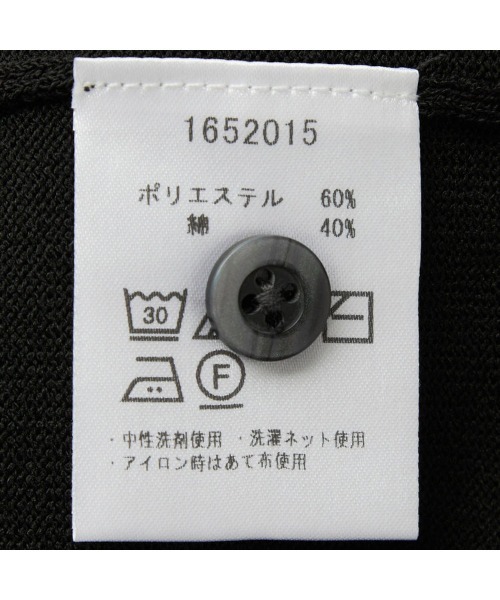 1652015
ポリエステル 60%
綿 40%
30
F
・中性洗剤使用 ・洗濯ネット使用
・アイロン時はあて布使用